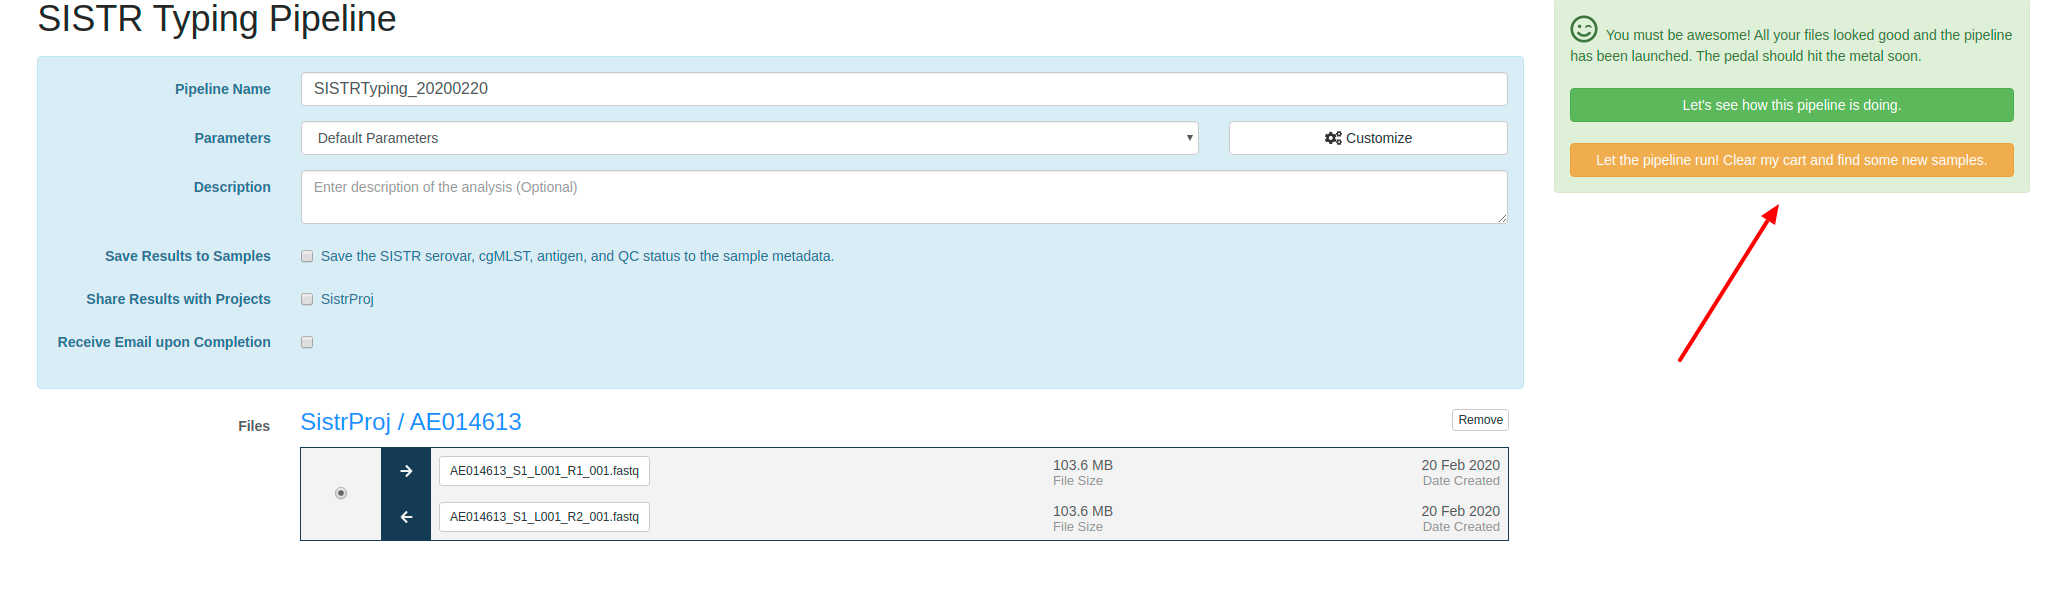 SISTR Typing Pipeline
Pipeline Name
SISTRTyping_20200220
Parameters
Default Parameters
Customize
Description
Enter description of the analysis (Optional)
Save Results to Samples
Save the SISTR serovar, cgMLST, antigen, and QC status to the sample metadata.
Share Results with Projects
SistrProj
Receive Email upon Completion
Files
SistrProj / AE014613
Remove
AE014613_S1_L001_R1_001.fastq
103.6 MB
File Size
20 Feb 2020
Date Created
AE014613_S1_L001_R2_001.fastq
103.6 MB
File Size
20 Feb 2020
Date Created
You must be awesome! All your files looked good and the pipeline
has been launched. The pedal should hit the metal soon.
Let's see how this pipeline is doing.
Let the pipeline run! Clear my cart and find some new samples.